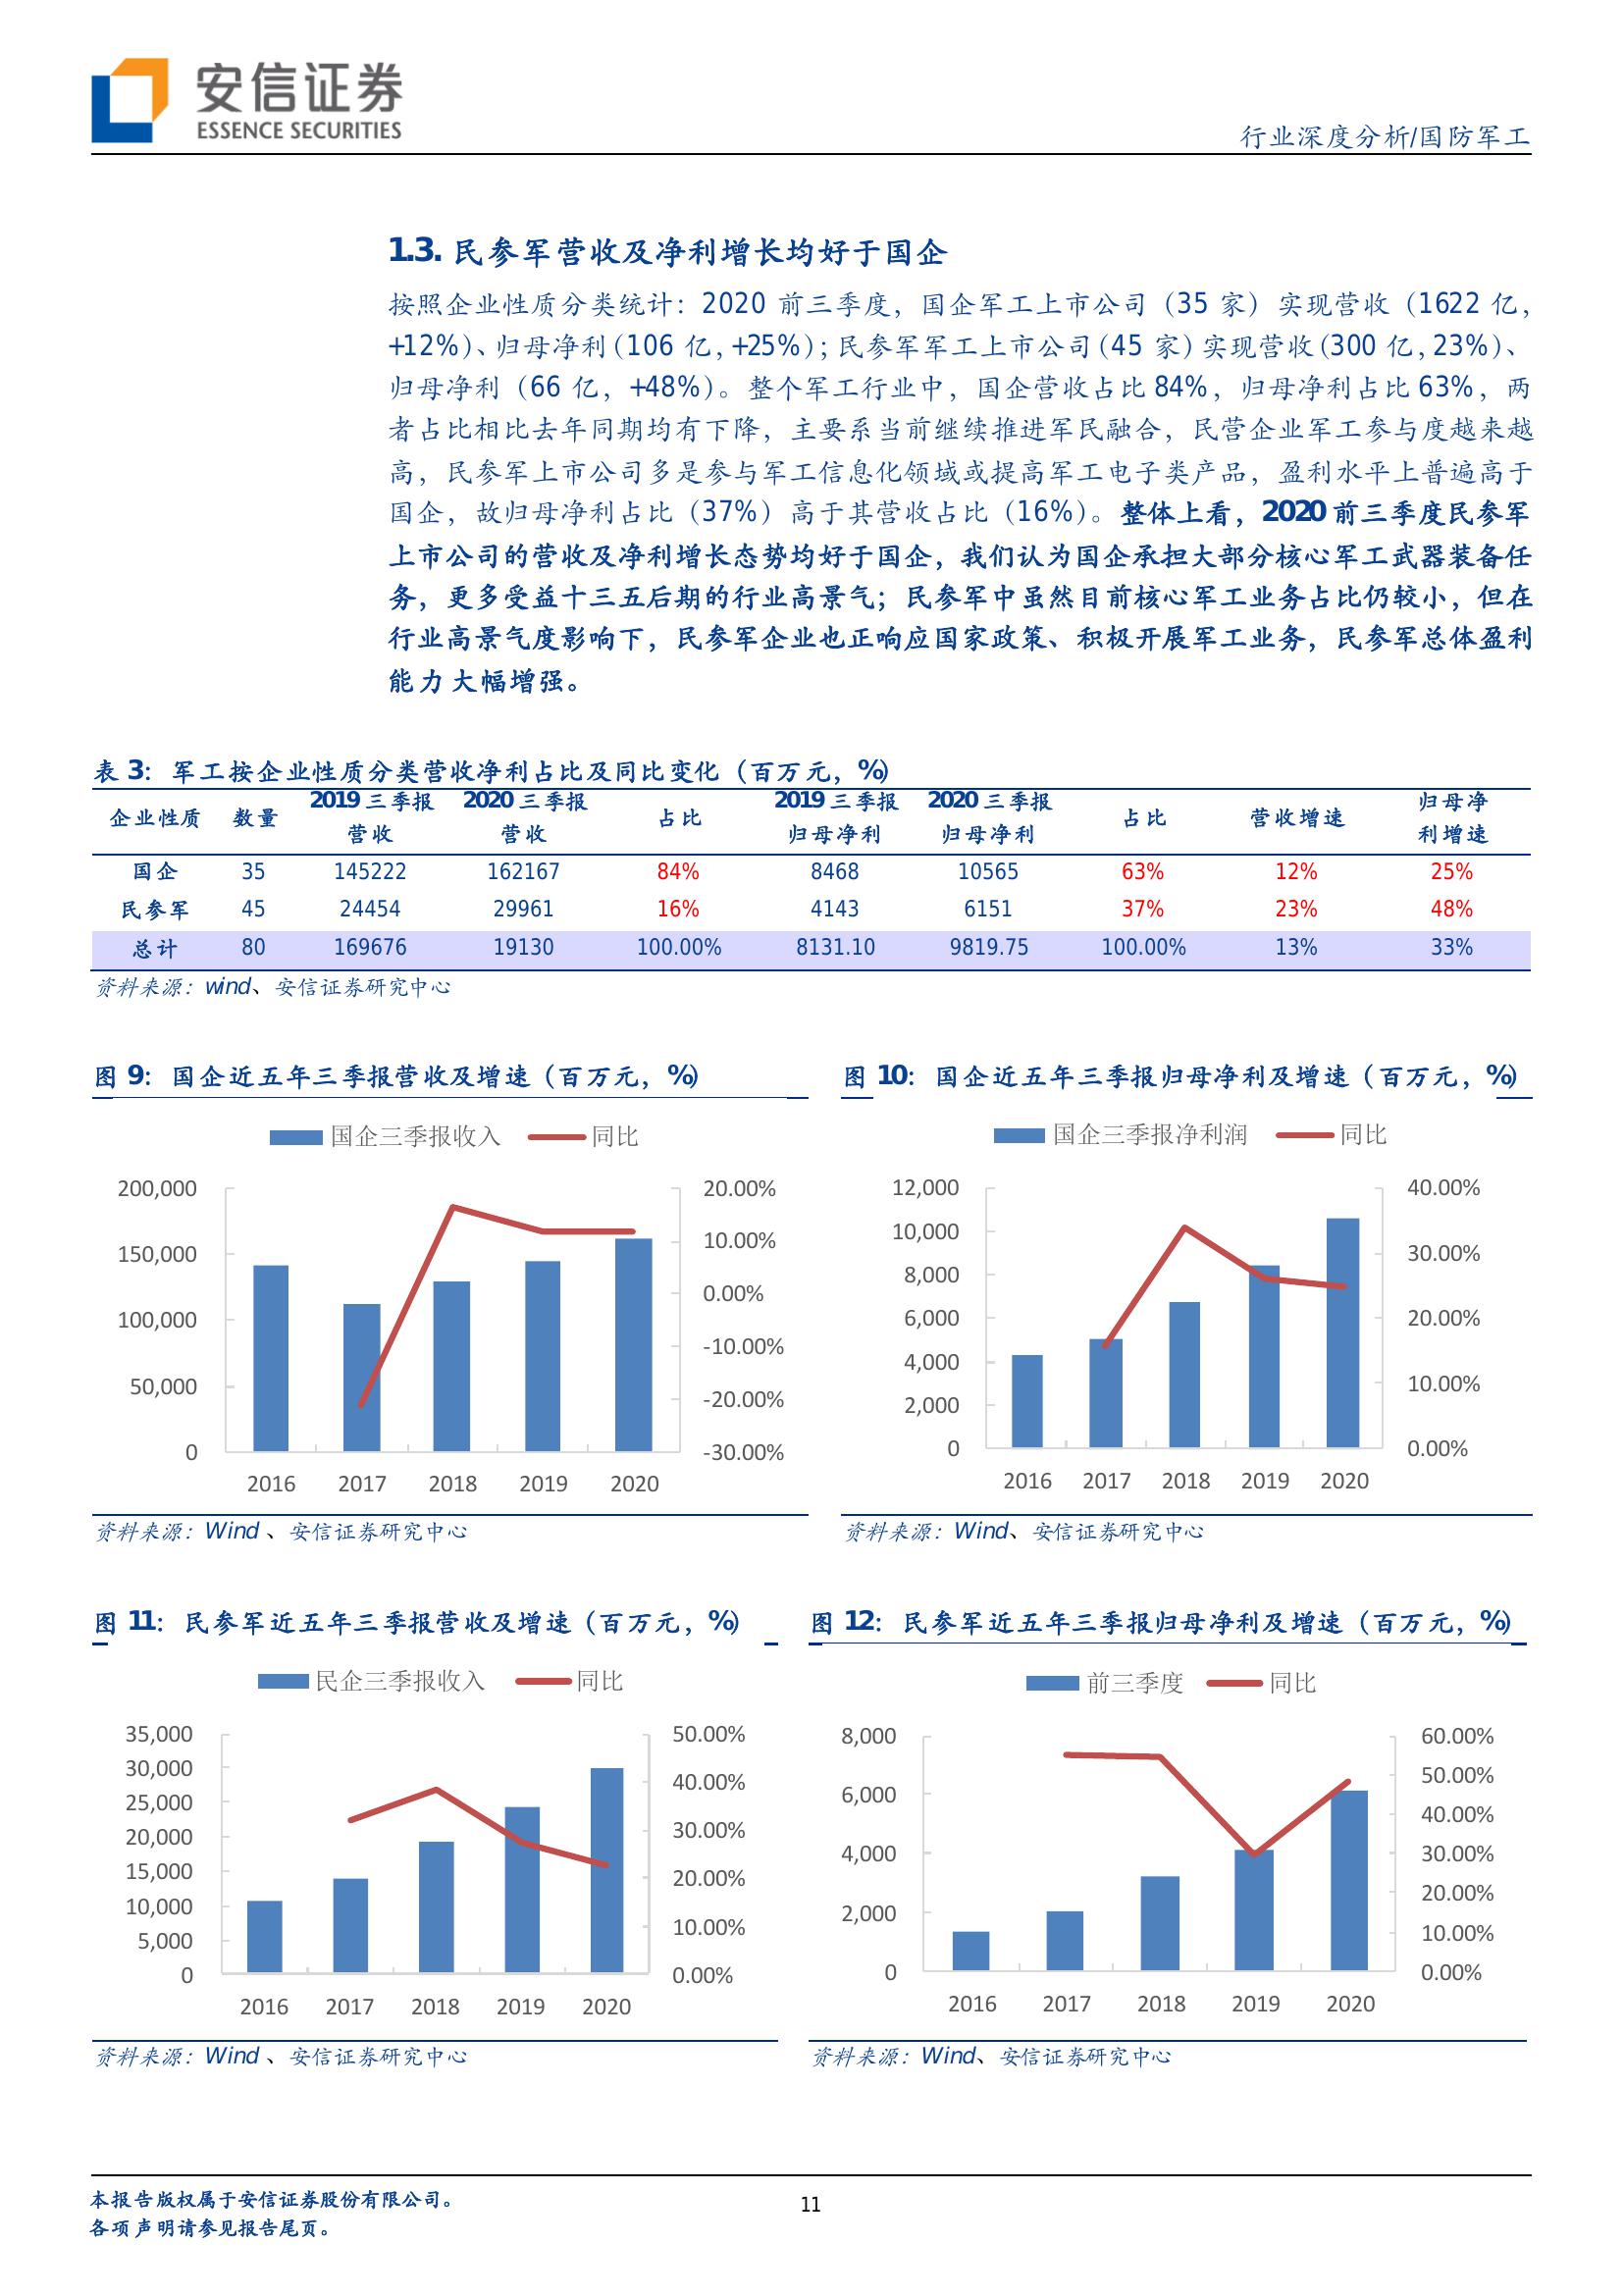 安信证券
ESSENCE SECURITIES
行业深度分析/国防军工
1.3. 民参军营收及净利增长均好于国企
按照企业性质分类统计：2020 前三季度，国企军工上市公司（35 家）实现营收（1622 亿，
+12%）、归母净利（106 亿，+25%）；民参军军工上市公司（45 家）实现营收（300 亿，23%）、
归母净利（66 亿，+48%）。整个军工行业中，国企营收占比 84%，归母净利占比 63%，两
者占比相比去年同期均有下降，主要系当前继续推进军民融合，民营企业军工参与度越来越
高，民参军上市公司多是参与军工信息化领域或提高军工电子类产品，盈利水平上普遍高于
国企，故归母净利占比（37%）高于其营收占比（16%）。整体上看，2020 前三季度民参军
上市公司的营收及净利增长态势均好于国企，我们认为国企承担大部分核心军工武器装备任
务，更多受益十三五后期的行业高景气；民参军中虽然目前核心军工业务占比仍较小，但在
行业高景气度影响下，民参军企业也正响应国家政策、积极开展军工业务，民参军总体盈利
能力大幅增强。
表 3：军工按企业性质分类营收净利占比及同比变化（百万元，%）
企业性质 数量 2019 三季报营收 2020 三季报营收 占比 2019 三季报归母净利 2020 三季报归母净利 占比 营收增速 归母净利增速
国企 35 145222 162167 84% 8468 10565 63% 12% 25%
民参军 45 24454 29961 16% 4143 6151 37% 23% 48%
总计 80 169676 19130 100.00% 8131.10 9819.75 100.00% 13% 33%
资料来源：wind、安信证券研究中心
图 9：国企近五年三季报营收及增速（百万元，%）
国企三季报收入 同比
200,000
150,000
100,000
50,000
0
20.00%
10.00%
0.00%
-10.00%
-20.00%
-30.00%
2016 2017 2018 2019 2020
资料来源：Wind 、安信证券研究中心
图 10：国企近五年三季报归母净利及增速（百万元，%）
国企三季报净利润 同比
12,000
10,000
8,000
6,000
4,000
2,000
0
40.00%
30.00%
20.00%
10.00%
0.00%
2016 2017 2018 2019 2020
资料来源：Wind、安信证券研究中心
图 11：民参军近五年三季报营收及增速（百万元，%）
民企三季报收入 同比
35,000
30,000
25,000
20,000
15,000
10,000
5,000
0
50.00%
40.00%
30.00%
20.00%
10.00%
0.00%
2016 2017 2018 2019 2020
资料来源：Wind 、安信证券研究中心
图 12：民参军近五年三季报归母净利及增速（百万元，%）
前三季度 同比
8,000
6,000
4,000
2,000
0
60.00%
50.00%
40.00%
30.00%
20.00%
10.00%
0.00%
2016 2017 2018 2019 2020
资料来源：Wind、安信证券研究中心
本报告版权属于安信证券股份有限公司。
各项声明请参见报告尾页。
11